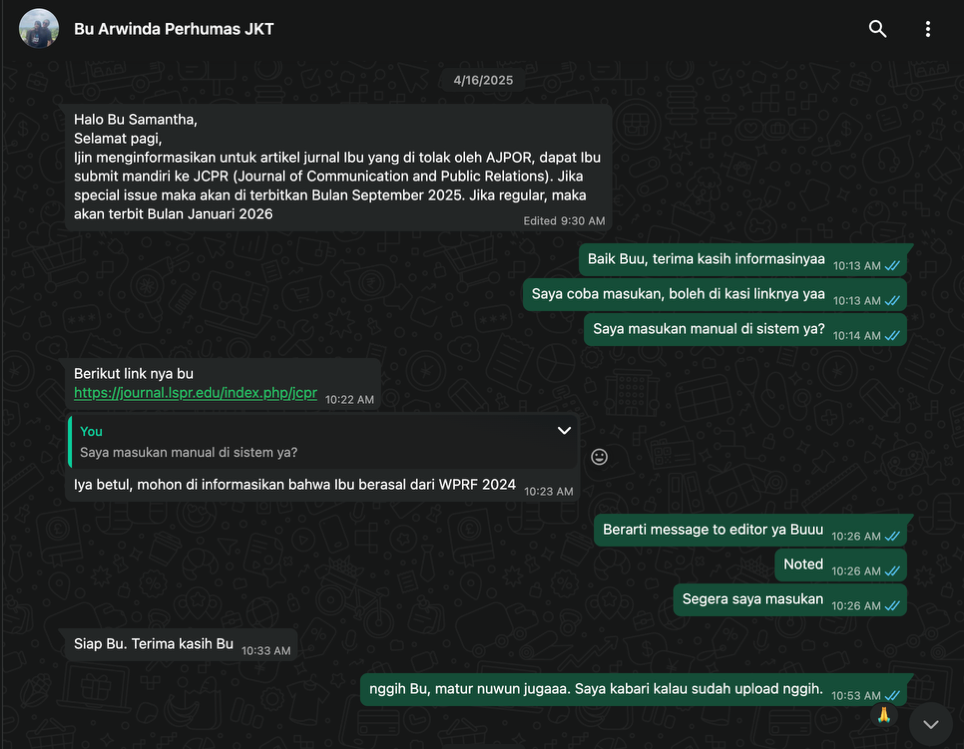 Bu Arwinda Perhumas JKT
4/16/2025
Halo Bu Samantha,
Selamat pagi,
Ijin menginformasikan untuk artikel jurnal Ibu yang di tolak oleh AJPOR, dapat Ibu
submit mandiri ke JCPR (Journal of Communication and Public Relations). Jika
special issue maka akan di terbitkan Bulan September 2025. Jika regular, maka
akan terbit Bulan Januari 2026
Edited 9:30 AM
Baik Buu, terima kasih informasinyaa 10:13 AM
Saya coba masukan, boleh di kasi linknya yaa 10:13 AM
Saya masukan manual di sistem ya? 10:14 AM
Berikut link nya bu
https://journal.lspr.edu/index.php/jcpr 10:22 AM
You
Saya masukan manual di sistem ya?
Iya betul, mohon di informasikan bahwa Ibu berasal dari WPRF 2024 10:23 AM
Berarti message to editor ya Buuu 10:26 AM
Noted 10:26 AM
Segera saya masukan 10:26 AM
Siap Bu. Terima kasih Bu 10:33 AM
nggih Bu, matur nuwun jugaaa. Saya kabari kalau sudah upload nggih. 10:53 AM